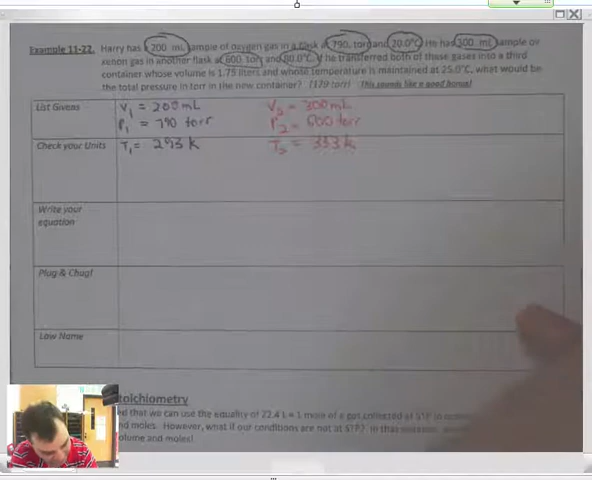 Example 11-22. Harry has a 200 mL sample of oxygen gas in a flask at 790. torr and 20.0°C. He has 300 mL sample ov
xenon gas in another flask at 600 torr and 60.0°C. If he transferred both of these gases into a third
container whose volume is 1.75 liters and whose temperature is maintained at 25.0°C, what would be
the total pressure in torr in the new container? (179 torr) This sounds like a good bonus!
List Givens
V₁ = 200 mL V₂ = 300 mL
P₁ = 790 torr P₂ = 600 torr
Check your Units T₁ = 293 K T₂ = 333 K
Write your
equation
Plug & Chug!
Law Name
toichiometry
ed that we can use the equality of 22.4 L = 1 mole of a gas collected at STP to
nd moles. However, what if our conditions are not at STP? In that
olume and moles!